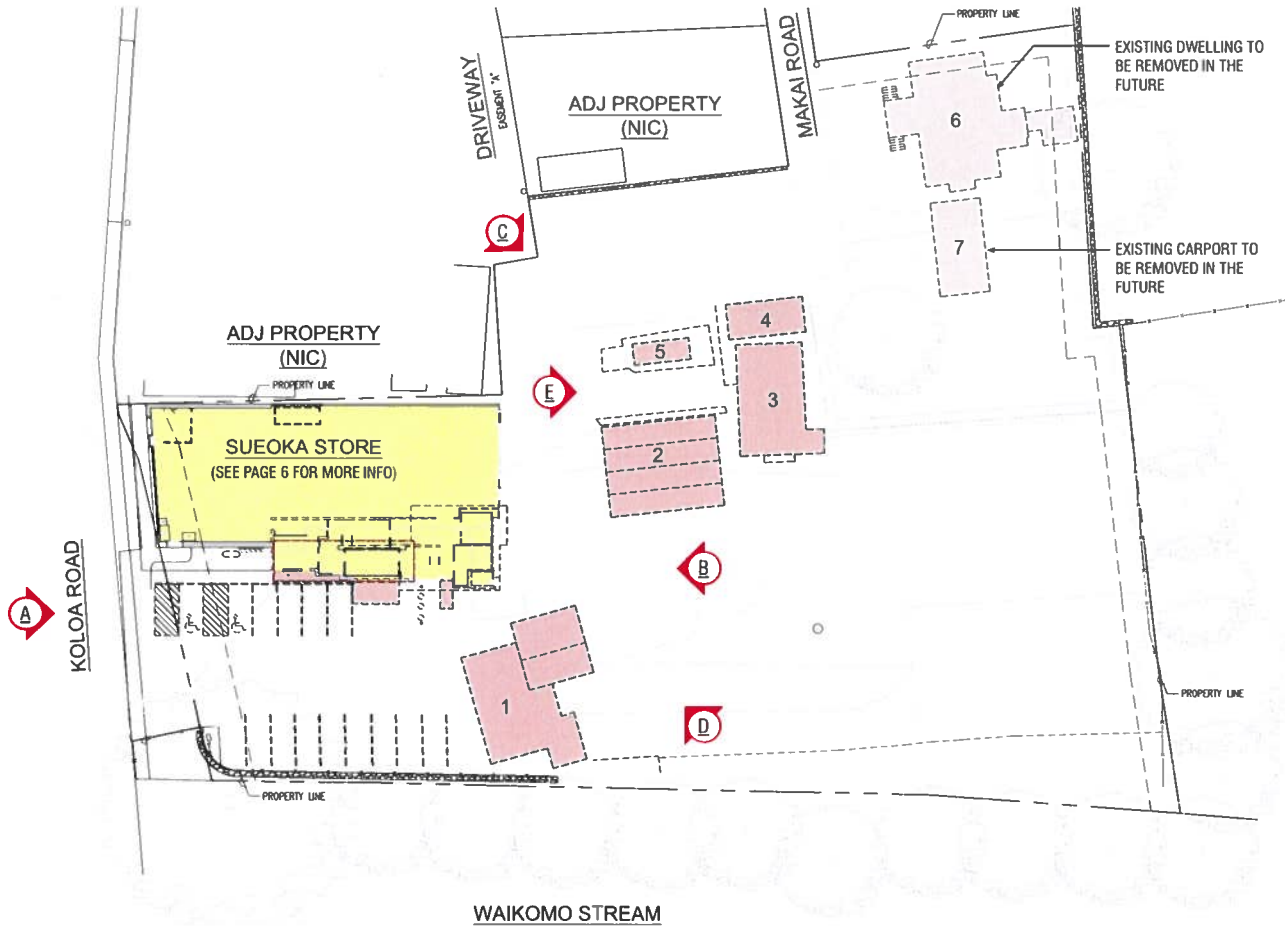 PROPERTY LINE
EXISTING DWELLING TO
BE REMOVED IN THE
FUTURE
DRIVEWAY
EASEMENT "A"
ADJ PROPERTY
(NIC)
MAKAI ROAD
6
C
7
EXISTING CARPORT TO
BE REMOVED IN THE
FUTURE
ADJ PROPERTY
(NIC)
4
5
PROPERTY LINE
E
3
SUEOKA STORE
(SEE PAGE 6 FOR MORE INFO)
2
B
A
KOLOA ROAD
1
D
PROPERTY LINE
PROPERTY LINE
WAIKOMO STREAM